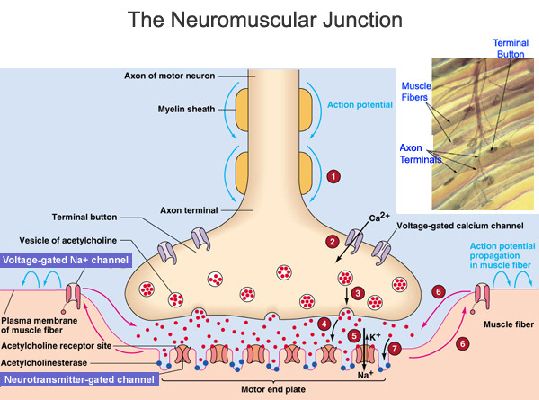 The Neuromuscular Junction
Terminal
Button
Axon of motor neuron
Muscle
Fibers
Myelin sheath
Action potential
Axon
Terminals
1
Axon terminal
Terminal button
Ca2+
Voltage-gated calcium channel
2
Vesicle of acetylcholine
Action potential
propagation
in muscle fiber
Voltage-gated Na+ channel
3
6
Plasma membrane
of muscle fiber
4
Muscle fiber
5
K+
7
6
Acetylcholine receptor site
Acetylcholinesterase
Na+
Neurotransmitter-gated channel
Motor end plate